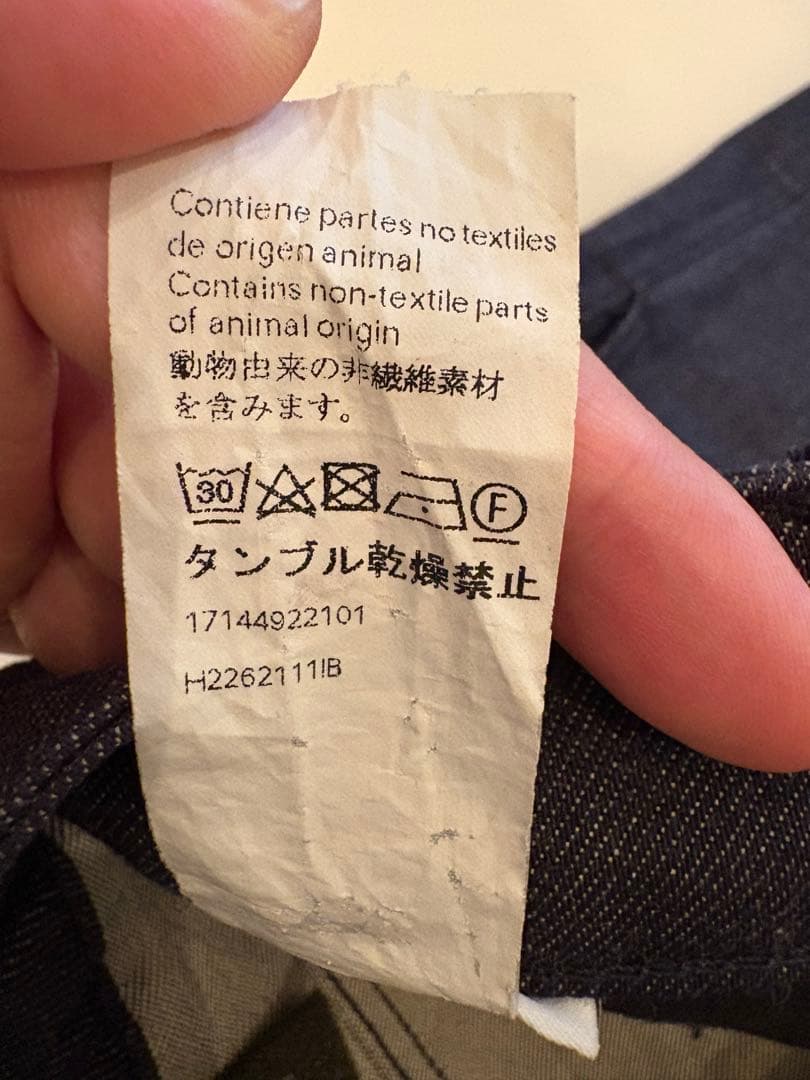 Contiene partes no textiles
de origen animal
Contains non-textile parts
of animal origin
動物由来の非繊維素材
を含みます。
30 F
タンブル乾燥禁止
17144922101
H2262111IB